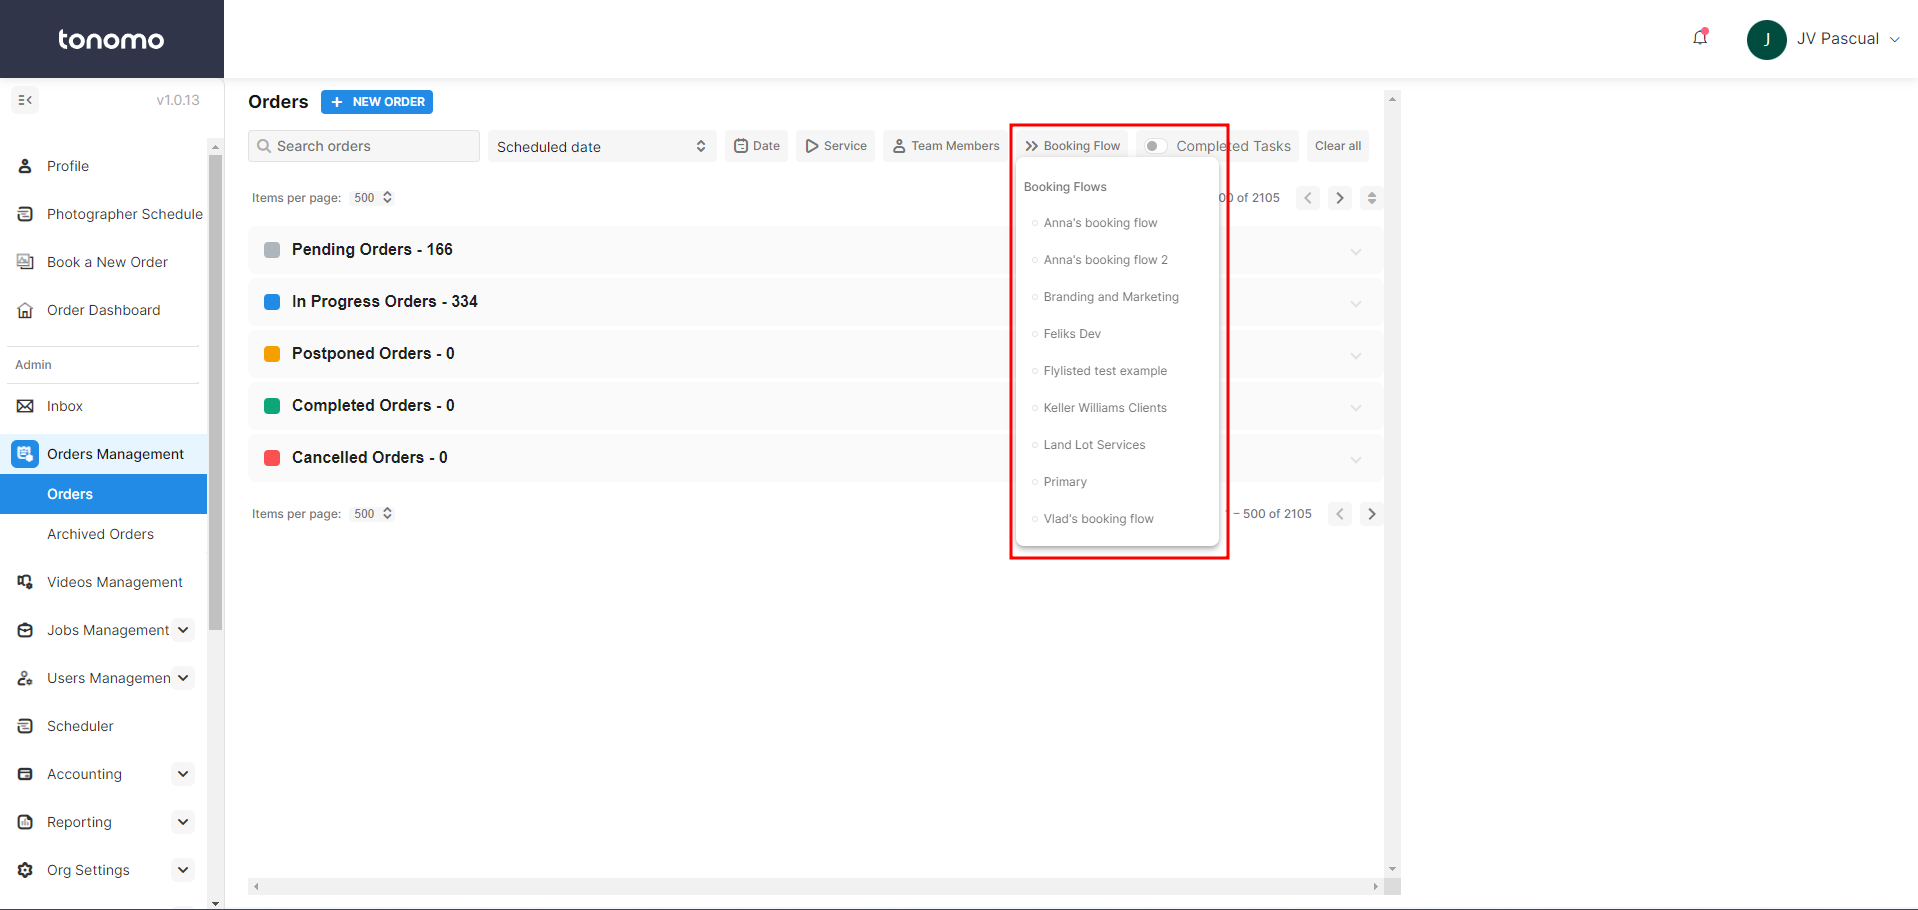 tonomo
JV Pascual
J
v1.0.13
Profile
Photographer Schedule
Book a New Order
Order Dashboard
Admin
Inbox
Orders Management
Orders
Archived Orders
Videos Management
Jobs Management
Users Managemen
Scheduler
Accounting
Reporting
Org Settings
Orders
+ NEW ORDER
Search orders
Scheduled date
Date
Service
Team Members
Booking Flow
Completed Tasks
Clear all
Items per page: 500
00 of 2105
Pending Orders - 166
In Progress Orders - 334
Postponed Orders - 0
Completed Orders - 0
Cancelled Orders - 0
Items per page: 500
– 500 of 2105
Booking Flows
Anna's booking flow
Anna's booking flow 2
Branding and Marketing
Feliks Dev
Flylisted test example
Keller Williams Clients
Land Lot Services
Primary
Vlad's booking flow